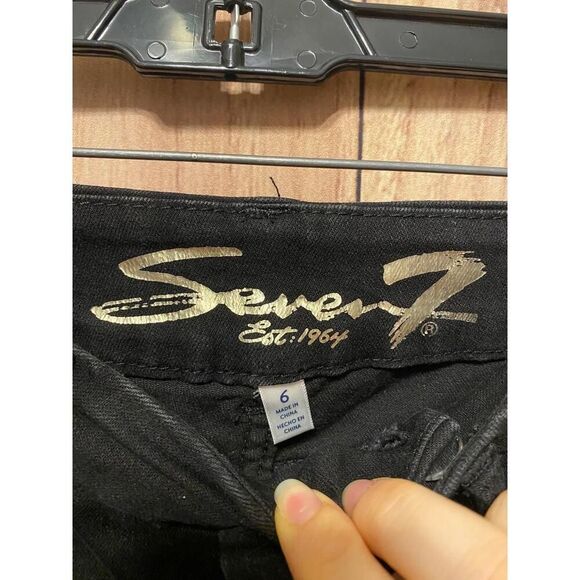 Seven7®
Est: 1964
6
MADE IN
CHINA
HECHO EN
CHINA